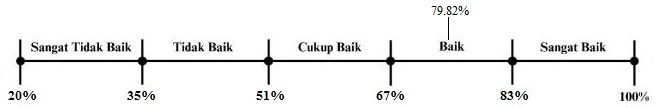 79.82%
Sangat Tidak Baik Tidak Baik Cukup Baik Baik Sangat Baik
20% 35% 51% 67% 83% 100%